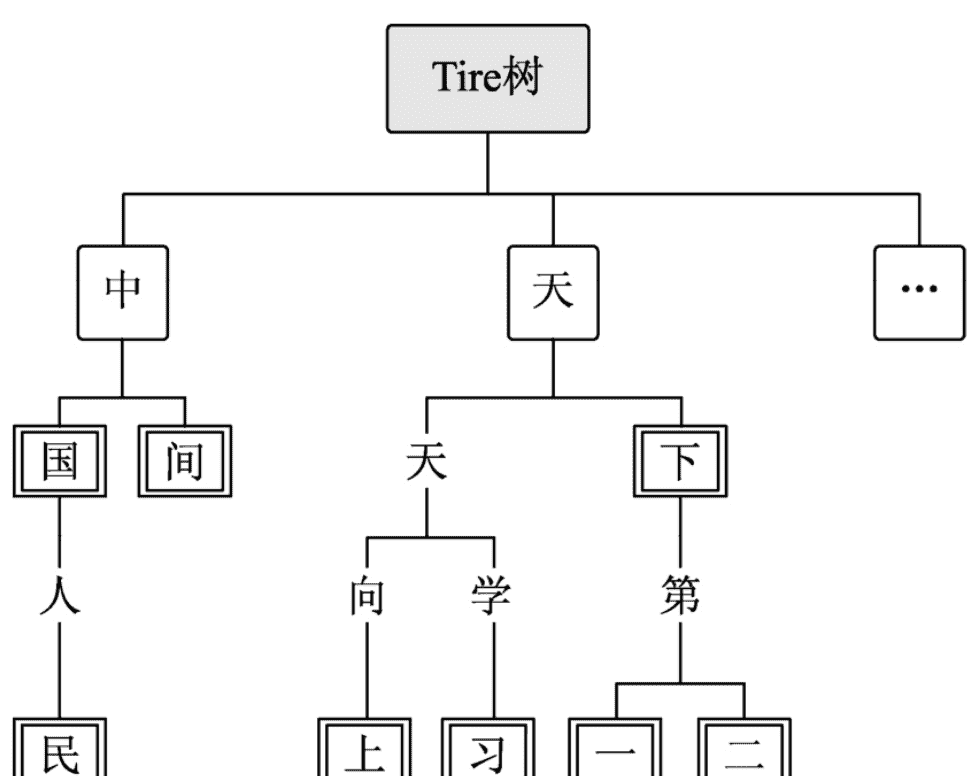 Tire树
中 天 …
国 间 天 下
人 向 学 第
民 上 习 一 二